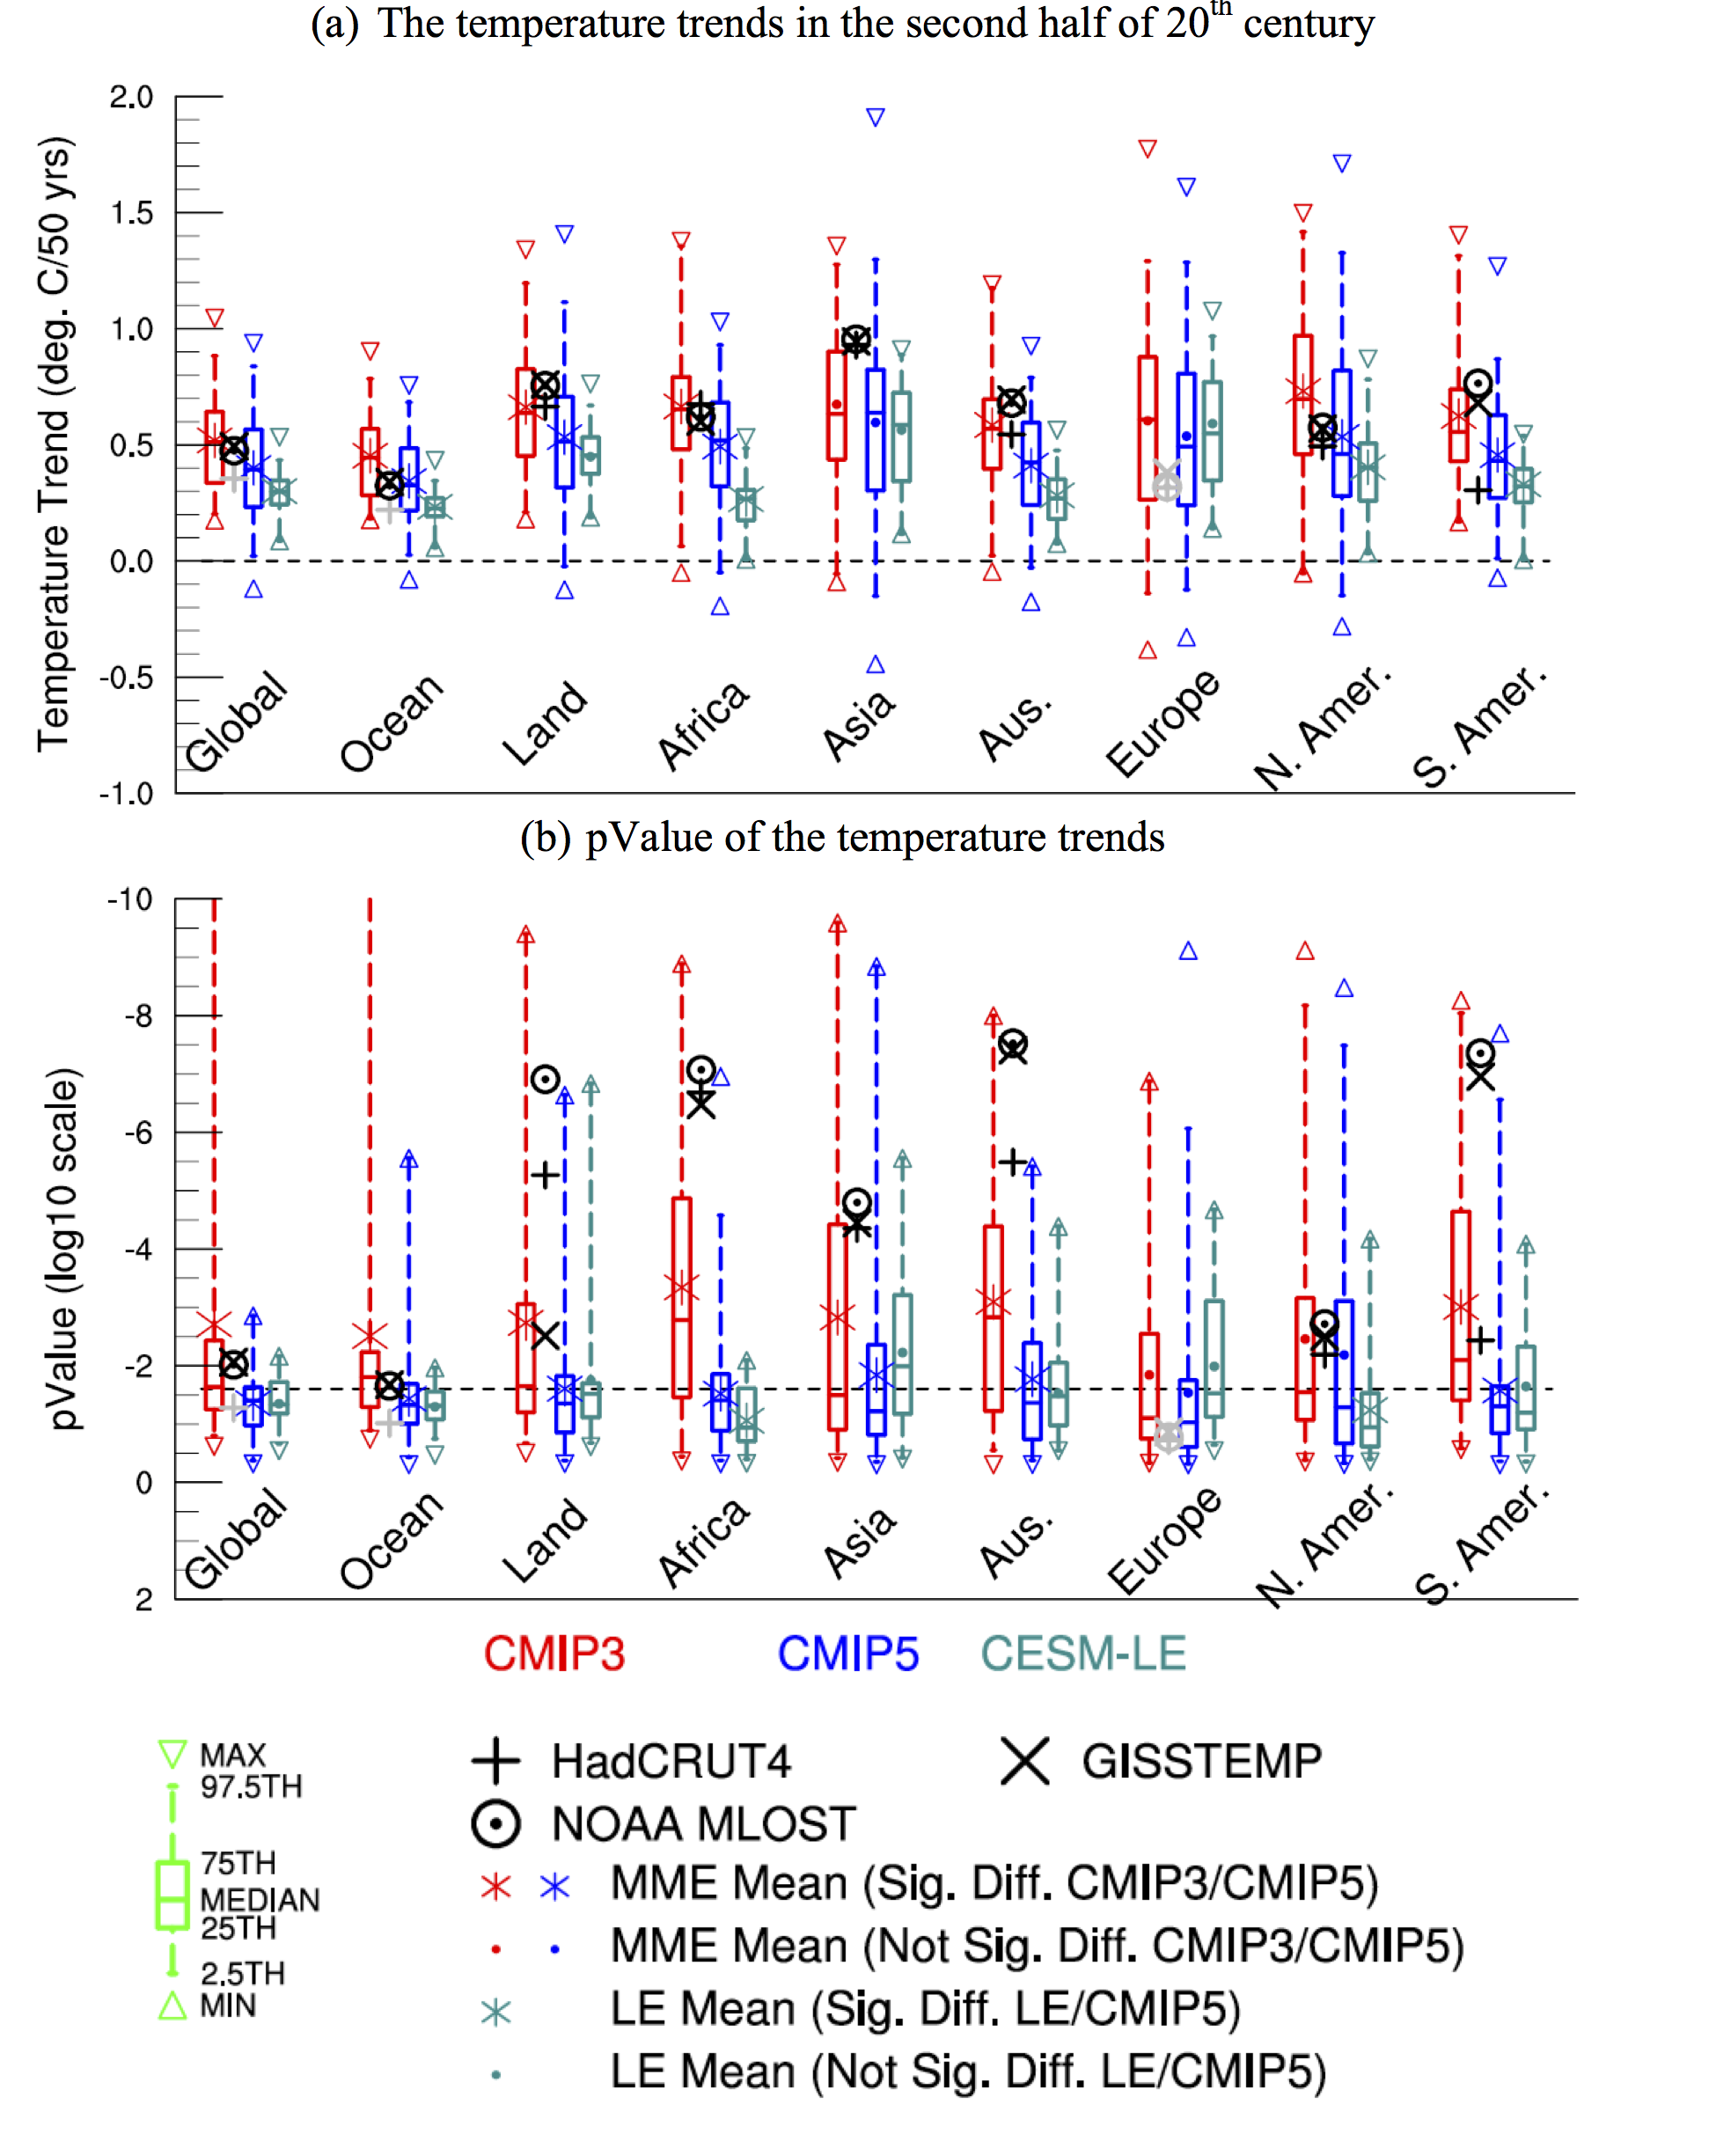 (a) The temperature trends in the second half of 20th century
Temperature Trend (deg. C/50 yrs)
2.0
1.5
1.0
0.5
0.0
-0.5
-1.0
Global
Ocean
Land
Africa
Asia
Aus.
Europe
N. Amer.
S. Amer.
(b) pValue of the temperature trends
pValue (log10 scale)
-10
-8
-6
-4
-2
0
2
Global
Ocean
Land
Africa
Asia
Aus.
Europe
N. Amer.
S. Amer.
CMIP3 CMIP5 CESM-LE
MAX
97.5TH
75TH
MEDIAN
25TH
2.5TH
MIN
HadCRUT4 GISSTEMP
NOAA MLOST
MME Mean (Sig. Diff. CMIP3/CMIP5)
MME Mean (Not Sig. Diff. CMIP3/CMIP5)
LE Mean (Sig. Diff. LE/CMIP5)
LE Mean (Not Sig. Diff. LE/CMIP5)